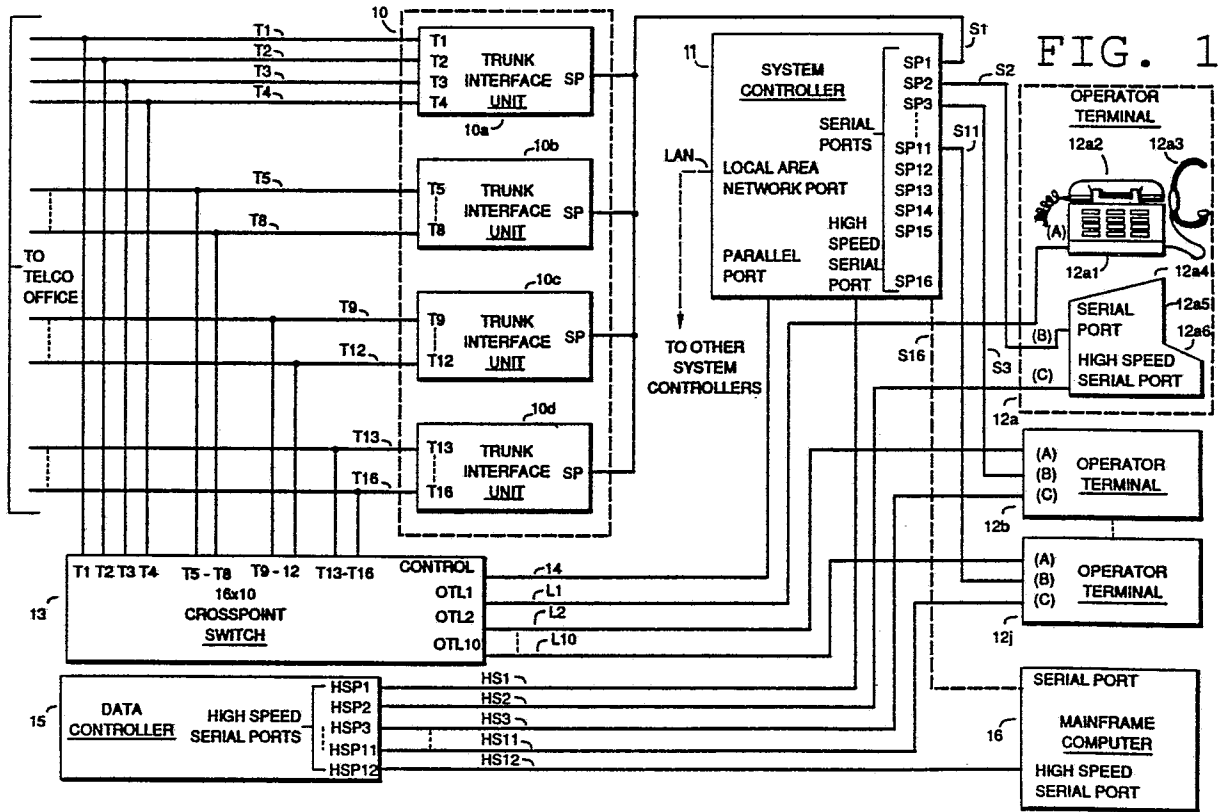 FIG. 1
10
T1
T2
T3
T4
T1
T2
T3
T4
TRUNK
INTERFACE
UNIT
SP
10a
10b
T5
T8
T5
T8
TRUNK
INTERFACE
UNIT
SP
TO
TELCO
OFFICE
10c
T9
T12
T9
T12
TRUNK
INTERFACE
UNIT
SP
10d
T13
T16
T13
T16
TRUNK
INTERFACE
UNIT
SP
11
SYSTEM
CONTROLLER
SERIAL
PORTS
SP1
SP2
SP3
SP11
SP12
SP13
SP14
SP15
SP16
LAN
LOCAL AREA
NETWORK PORT
HIGH
SPEED
SERIAL
PORT
PARALLEL
PORT
TO OTHER
SYSTEM
CONTROLLERS
S1
S2
S11
S16
S3
OPERATOR
TERMINAL
12a2
12a3
(A)
12a1
12a4
12a5
12a6
SERIAL
PORT
(B)
HIGH SPEED
SERIAL PORT
(C)
12a
(A)
(B)
(C)
OPERATOR
TERMINAL
12b
(A)
(B)
(C)
OPERATOR
TERMINAL
12j
13
T1 T2 T3 T4 T5 - T8 T9 - 12 T13-T16
CONTROL
16x10
CROSSPOINT
SWITCH
OTL1
OTL2
OTL10
14
L1
L2
L10
15
DATA
CONTROLLER
HIGH SPEED
SERIAL PORTS
HSP1
HSP2
HSP3
HSP11
HSP12
HS1
HS2
HS3
HS11
HS12
16
SERIAL PORT
MAINFRAME
COMPUTER
HIGH SPEED
SERIAL PORT